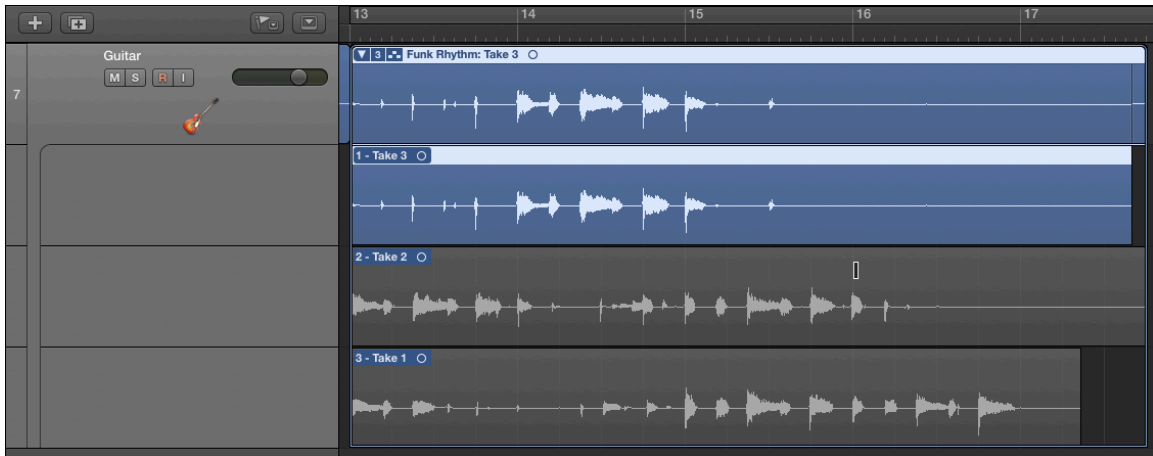 13 14 15 16 17
Guitar
M S R I
7
3 Funk Rhythm: Take 3
1 - Take 3
2 - Take 2
3 - Take 1